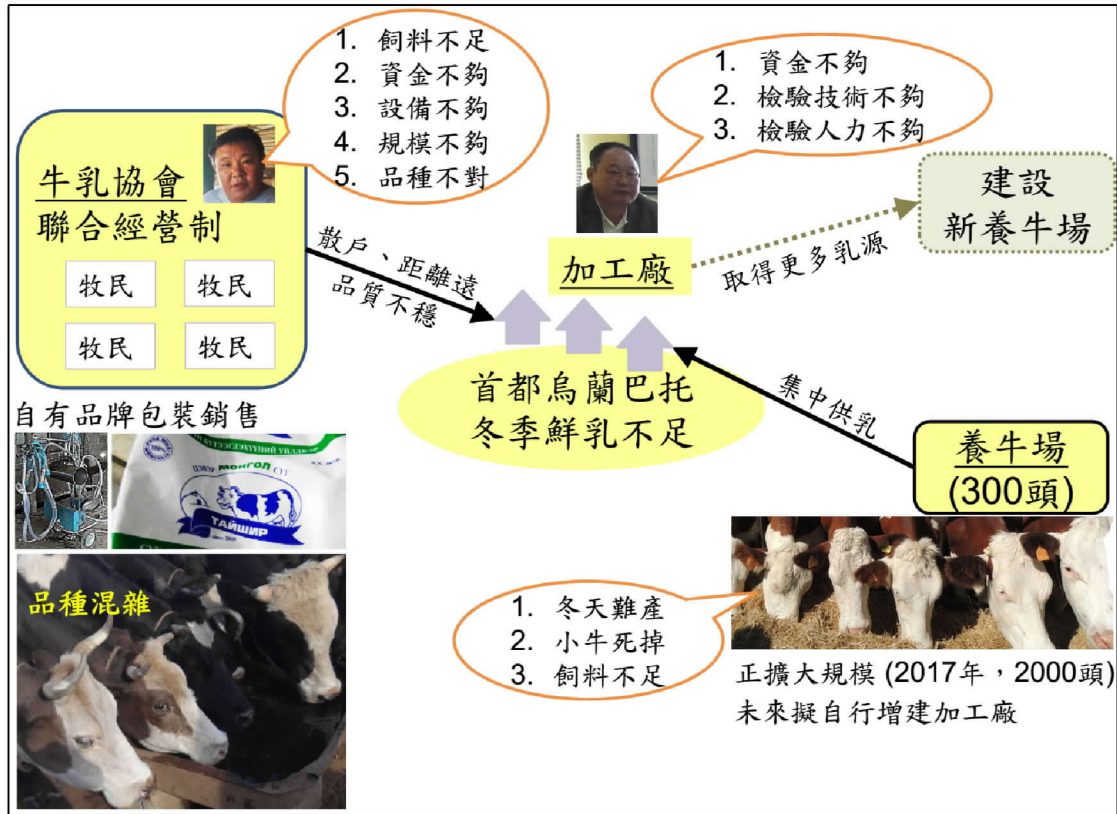 1. 飼料不足
2. 資金不夠
3. 設備不夠
4. 規模不夠
5. 品種不對
1. 資金不夠
2. 檢驗技術不夠
3. 檢驗人力不夠
牛乳協會
聯合經營制
牧民
牧民
牧民
牧民
散戶、距離遠
品質不穩
加工廠
取得更多乳源
建設
新養牛場
首都烏蘭巴托
冬季鮮乳不足
集中供乳
養牛場
(300頭)
自有品牌包裝銷售
МОНГОЛ
ТАЙШИР
品種混雜
1. 冬天難產
2. 小牛死掉
3. 飼料不足
正擴大規模 (2017年，2000頭)
未來擬自行增建加工廠